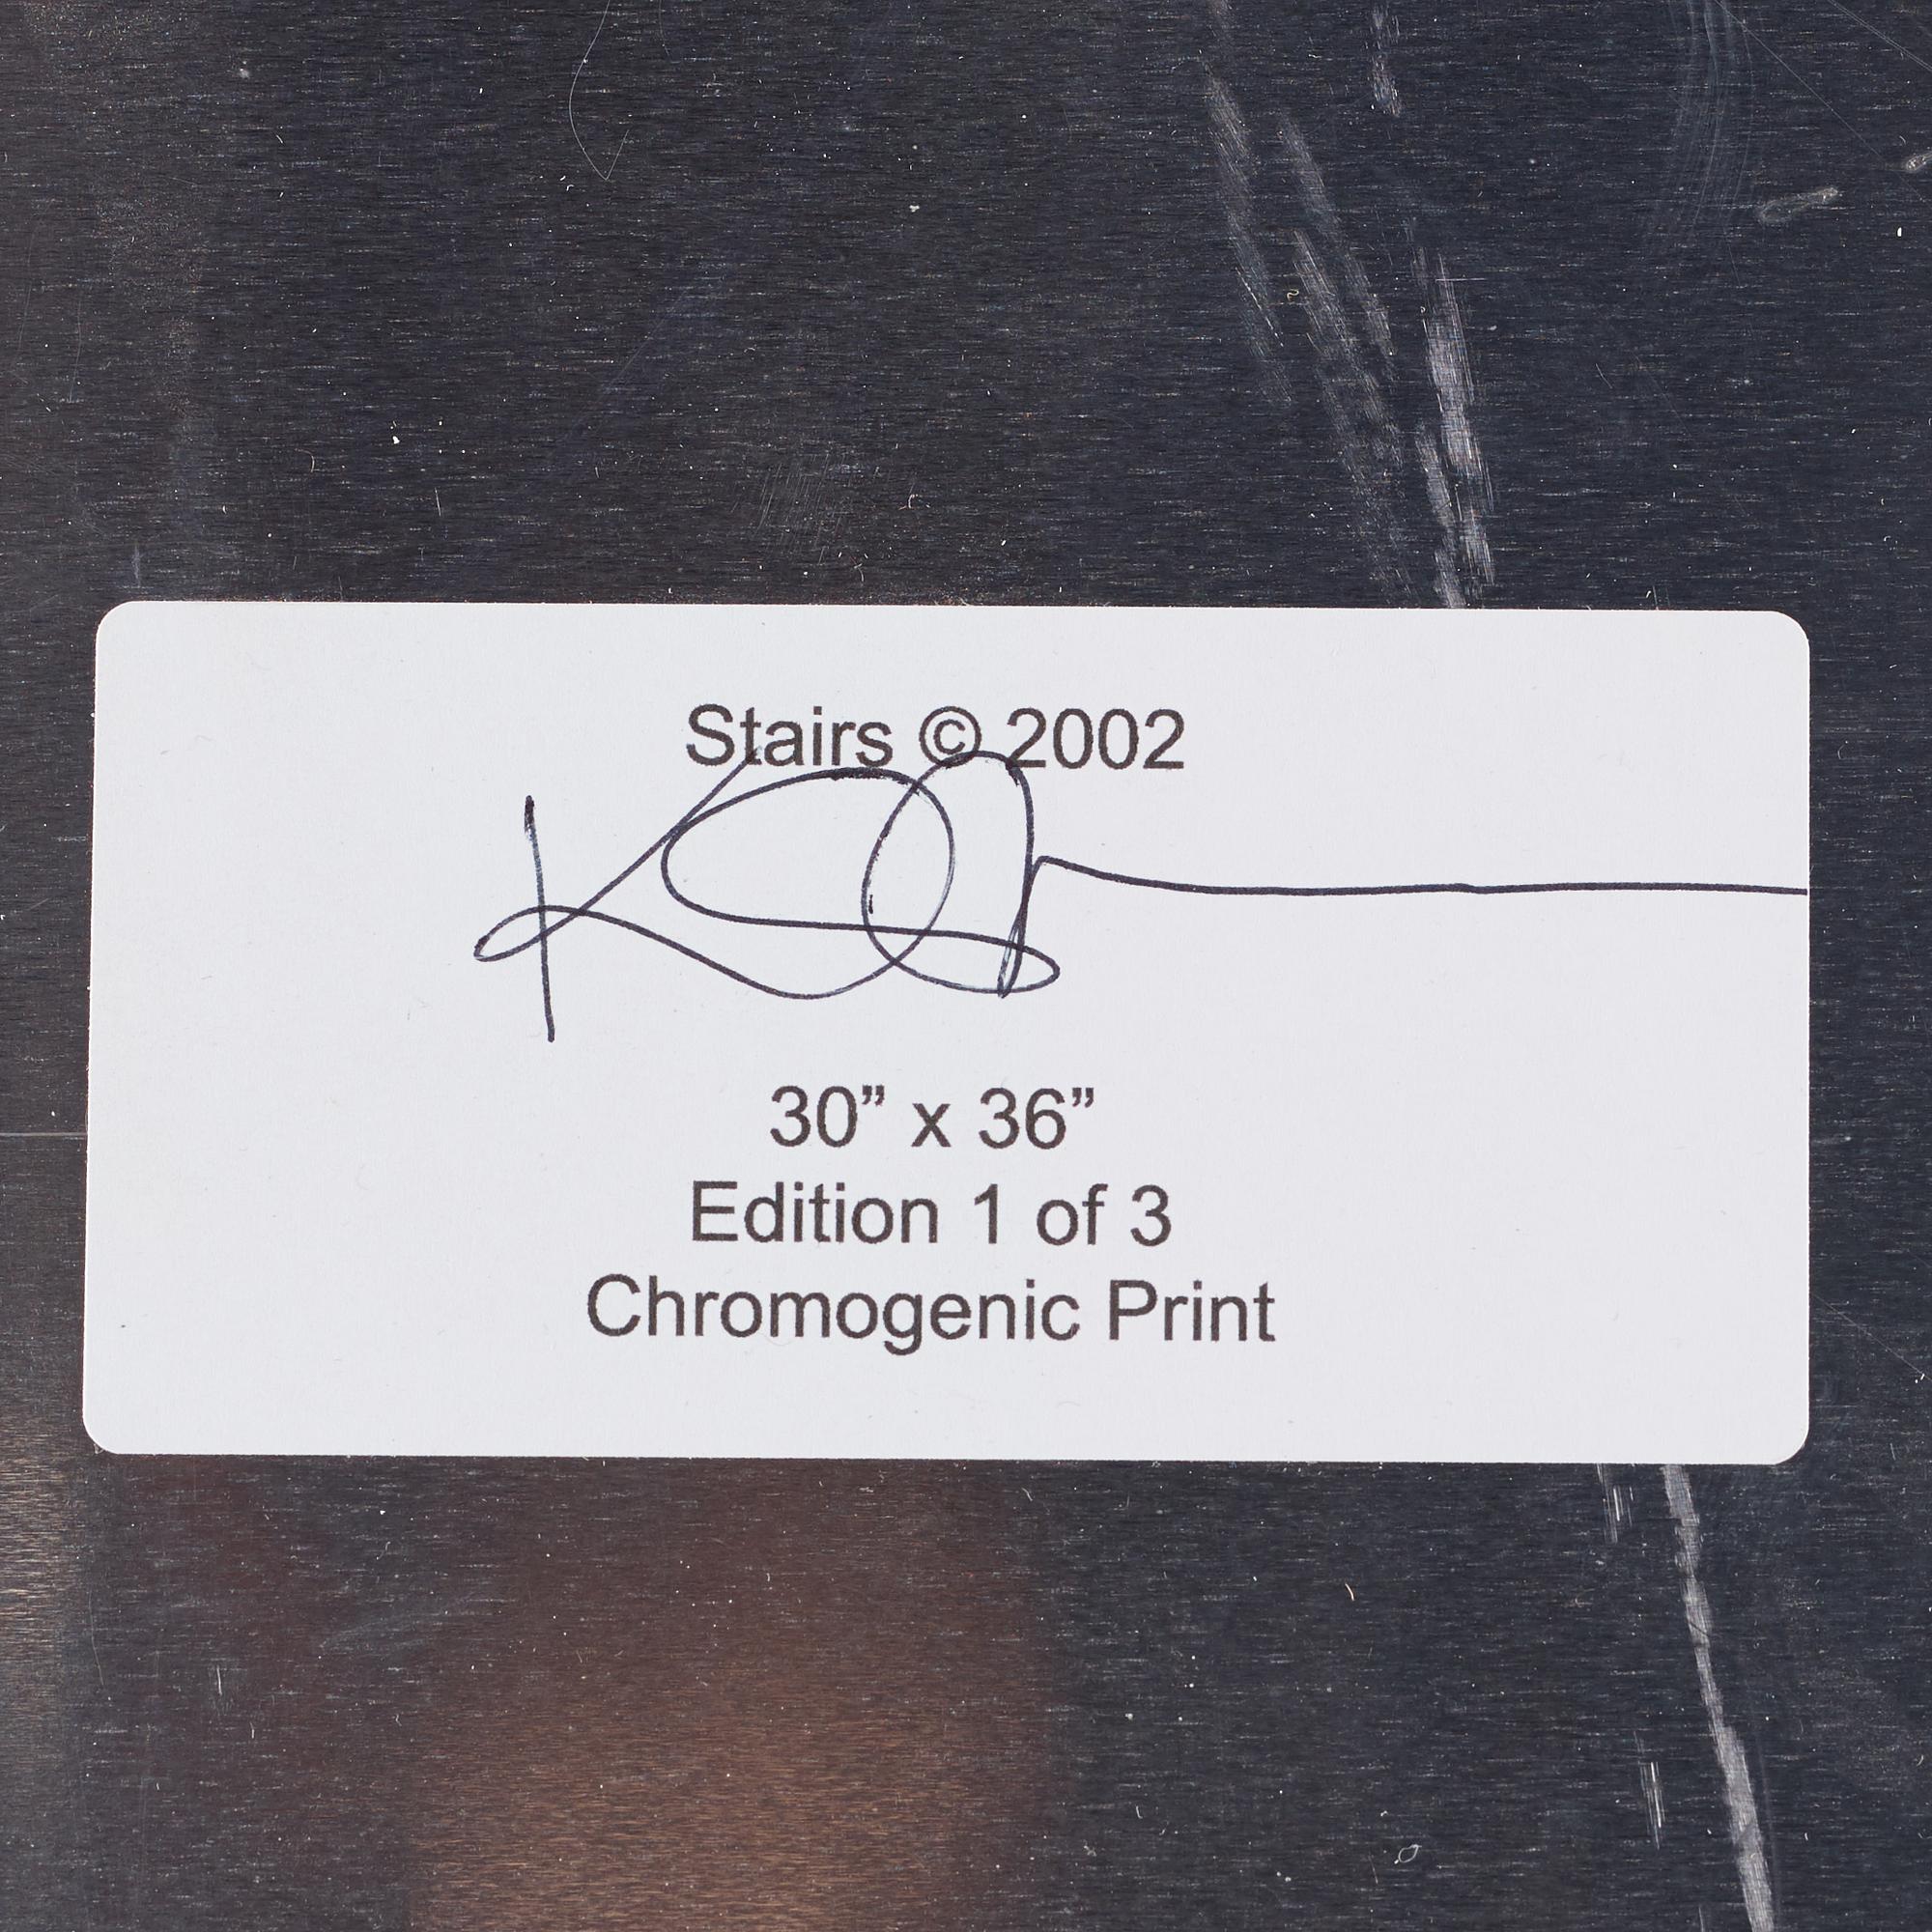 Stairs © 2002
30” x 36”
Edition 1 of 3
Chromogenic Print